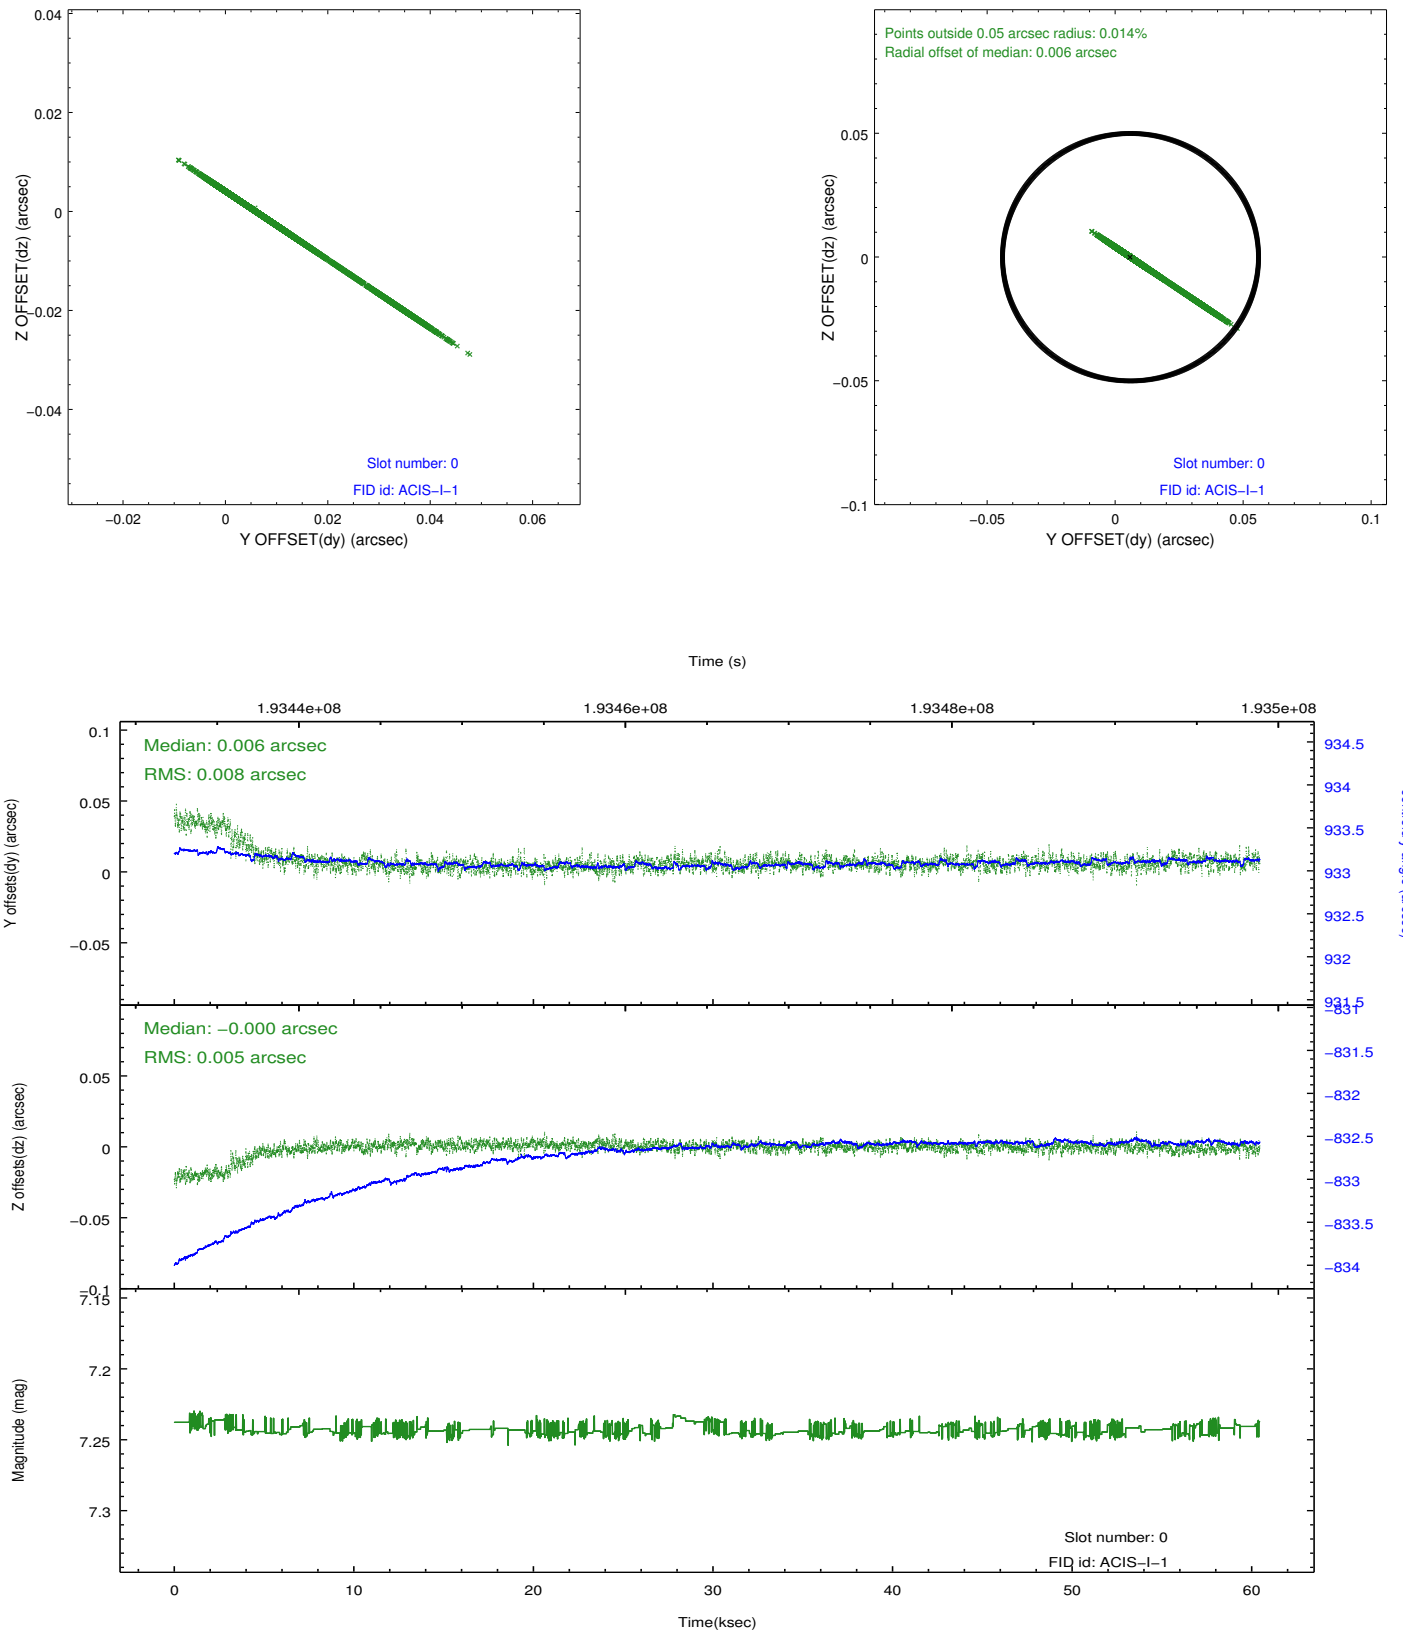 0.04
0.02
0
−0.02
−0.04
Z OFFSET(dz) (arcsec)
Slot number: 0
FID id: ACIS−I−1
−0.02
0
0.02
0.04
0.06
Y OFFSET(dy) (arcsec)
Points outside 0.05 arcsec radius: 0.014%
Radial offset of median: 0.006 arcsec
0.05
0
−0.05
−0.1
Z OFFSET(dz) (arcsec)
Slot number: 0
FID id: ACIS−I−1
−0.05
0
0.05
0.1
Y OFFSET(dy) (arcsec)
Time (s)
1.9344e+08
1.9346e+08
1.9348e+08
1.935e+08
Median: 0.006 arcsec
RMS: 0.008 arcsec
0.1
0.05
0
−0.05
Y offsets(dy) (arcsec)
934.5
934
933.5
933
932.5
932
931.5
Median: −0.000 arcsec
RMS: 0.005 arcsec
0.05
0
−0.05
−0.1
Z offsets(dz) (arcsec)
−831
−831.5
−832
−832.5
−833
−833.5
−834
7.15
7.2
7.25
7.3
Magnitude (mag)
Slot number: 0
FID id: ACIS−I−1
0
10
20
30
40
50
60
Time(ksec)